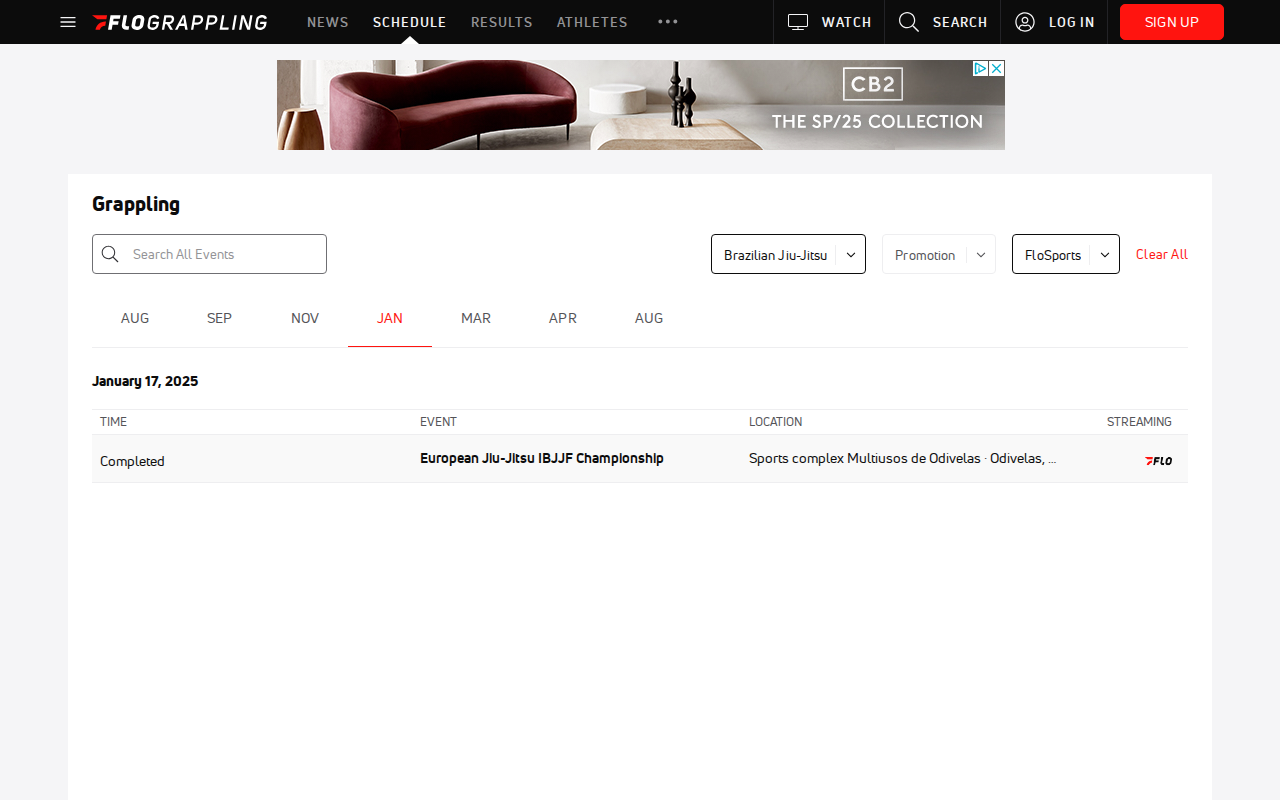 FLOGRAPPLING
NEWS
SCHEDULE
RESULTS
ATHLETES
WATCH
SEARCH
LOG IN
SIGN UP
CB2
THE SP/25 COLLECTION
Grappling
Search All Events
Brazilian Jiu-Jitsu
Promotion
FloSports
Clear All
AUG
SEP
NOV
JAN
MAR
APR
AUG
January 17, 2025
TIME
EVENT
LOCATION
STREAMING
Completed
European Jiu-Jitsu IBJJF Championship
Sports complex Multiusos de Odivelas · Odivelas, ...
FLO